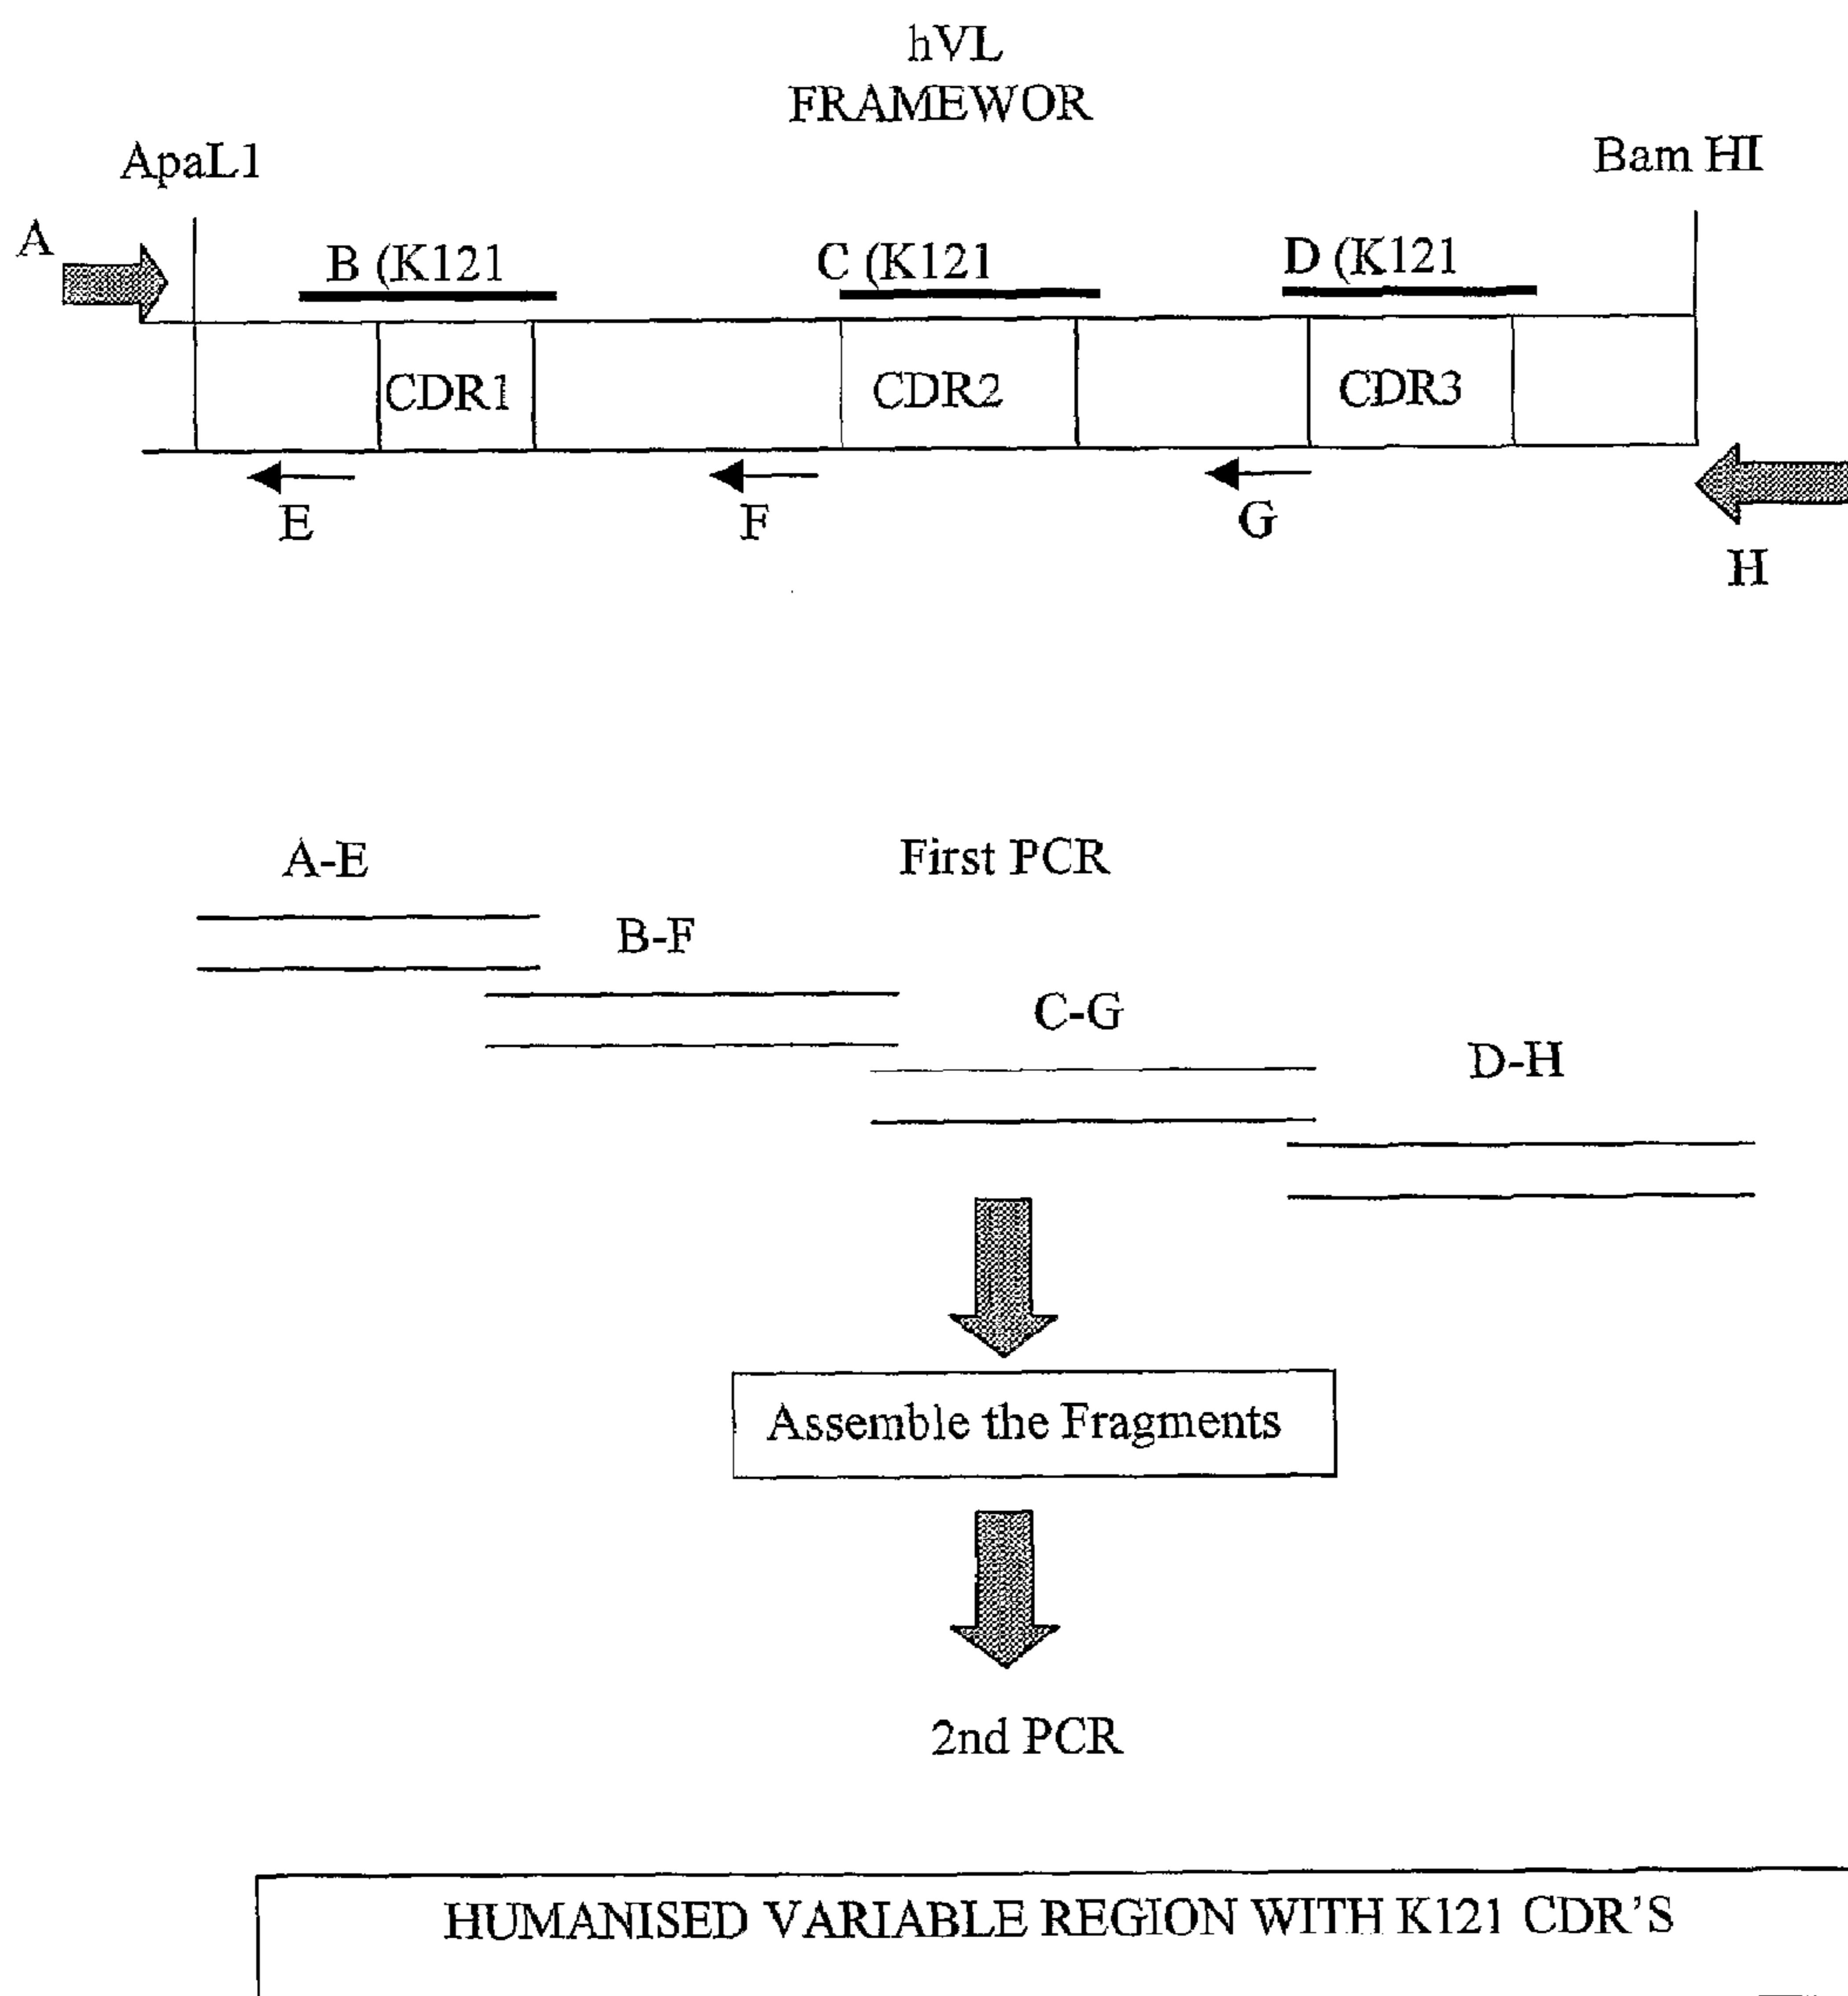 hVL
FRAMEWOR
ApaL1
Bam HI
A
B (K121
C (K121
D (K121
CDR1
CDR2
CDR3
E
F
G
H
A-E
First PCR
B-F
C-G
D-H
Assemble the Fragments
2nd PCR
HUMANISED VARIABLE REGION WITH K121 CDR'S